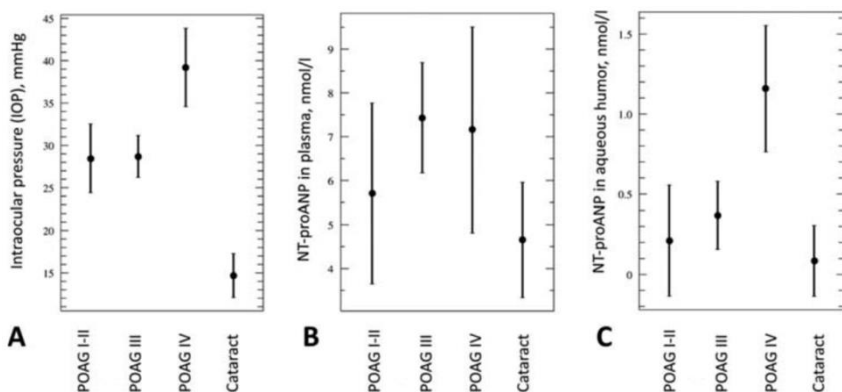 Intraocular pressure (IOP), mmHg
45
40
35
30
25
20
15
A
POAG I-II
POAG III
POAG IV
Cataract
NT-proANP in plasma, nmol/l
9
8
7
6
5
4
B
POAG I-II
POAG III
POAG IV
Cataract
NT-proANP in aqueous humor, nmol/l
1.5
1.0
0.5
0
C
POAG I-II
POAG III
POAG IV
Cataract